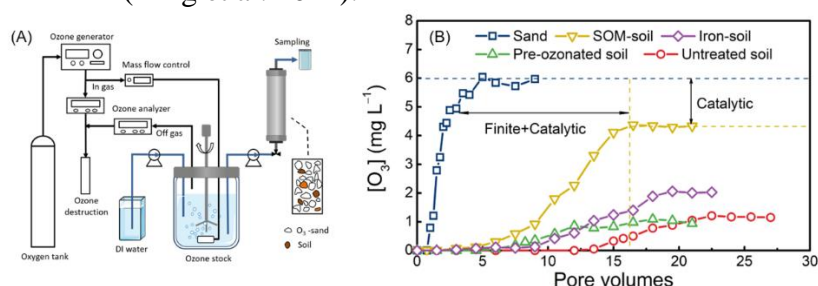 (A)
Ozone generator
Mass flow control
In gas
Ozone analyzer
Off gas
Sampling
Ozone
destruction
DI water
Oxygen tank
Ozone stock
O₃ -sand
Soil
(B)
Sand
SOM-soil
Iron-soil
Pre-ozonated soil
Untreated soil
Catalytic
Finite+Catalytic
[O₃] (mg L⁻¹)
8
7
6
5
4
3
2
1
0
0
5
10
15
20
25
30
Pore volumes